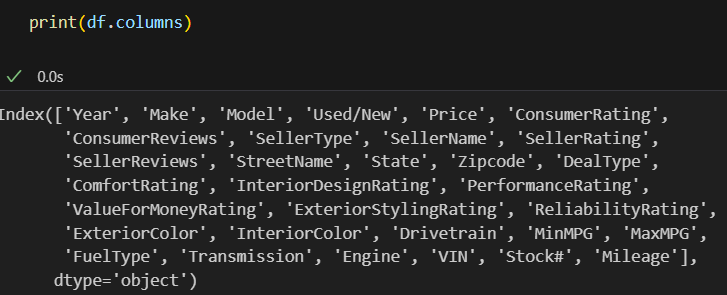 print(df.columns)
0.0s
Index(['Year', 'Make', 'Model', 'Used/New', 'Price', 'ConsumerRating',
'ConsumerReviews', 'SellerType', 'SellerName', 'SellerRating',
'SellerReviews', 'StreetName', 'State', 'Zipcode', 'DealType',
'ComfortRating', 'InteriorDesignRating', 'PerformanceRating',
'ValueForMoneyRating', 'ExteriorStylingRating', 'ReliabilityRating',
'ExteriorColor', 'InteriorColor', 'Drivetrain', 'MinMPG', 'MaxMPG',
'FuelType', 'Transmission', 'Engine', 'VIN', 'Stock#', 'Mileage'],
dtype='object')